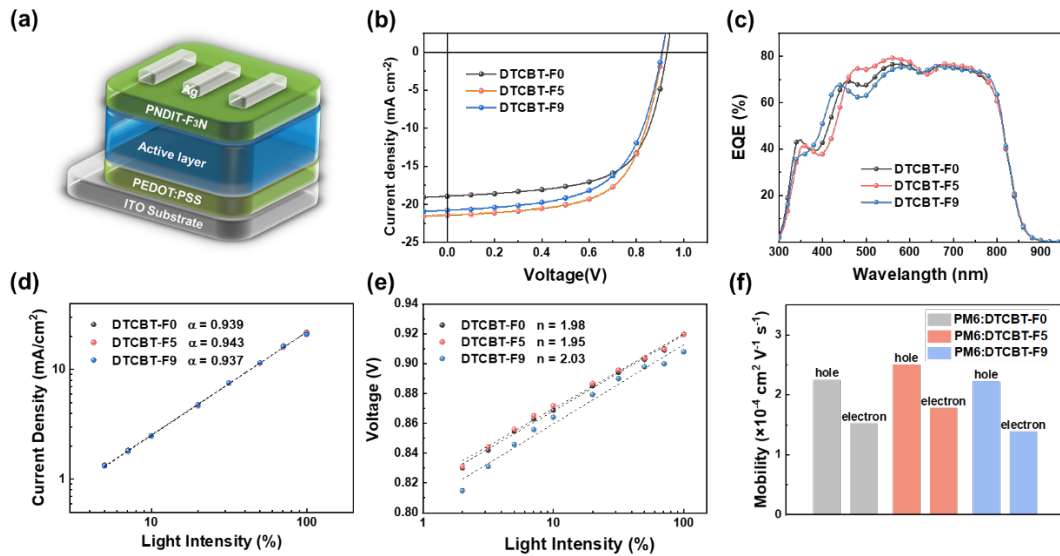 (a)
Ag
PNDIT-F3N
Active layer
PEDOT:PSS
ITO Substrate
(b)
Current density (mA cm-2)
0
-5
-10
-15
-20
-25
DTCBT-F0
DTCBT-F5
DTCBT-F9
0.0 0.2 0.4 0.6 0.8 1.0
Voltage(V)
(c)
EQE (%)
80
60
40
20
DTCBT-F0
DTCBT-F5
DTCBT-F9
300 400 500 600 700 800 900
Wavelangth (nm)
(d)
Current Density (mA/cm2)
10
1
DTCBT-F0 α = 0.939
DTCBT-F5 α = 0.943
DTCBT-F9 α = 0.937
10 100
Light Intensity (%)
(e)
Voltage (V)
0.94
0.92
0.90
0.88
0.86
0.84
0.82
0.80
DTCBT-F0 n = 1.98
DTCBT-F5 n = 1.95
DTCBT-F9 n = 2.03
1 10 100
Light Intensity (%)
(f)
Mobility (×10-4 cm2 V-1 s-1)
3
2
1
0
PM6:DTCBT-F0
PM6:DTCBT-F5
PM6:DTCBT-F9
hole
electron
hole
electron
hole
electron